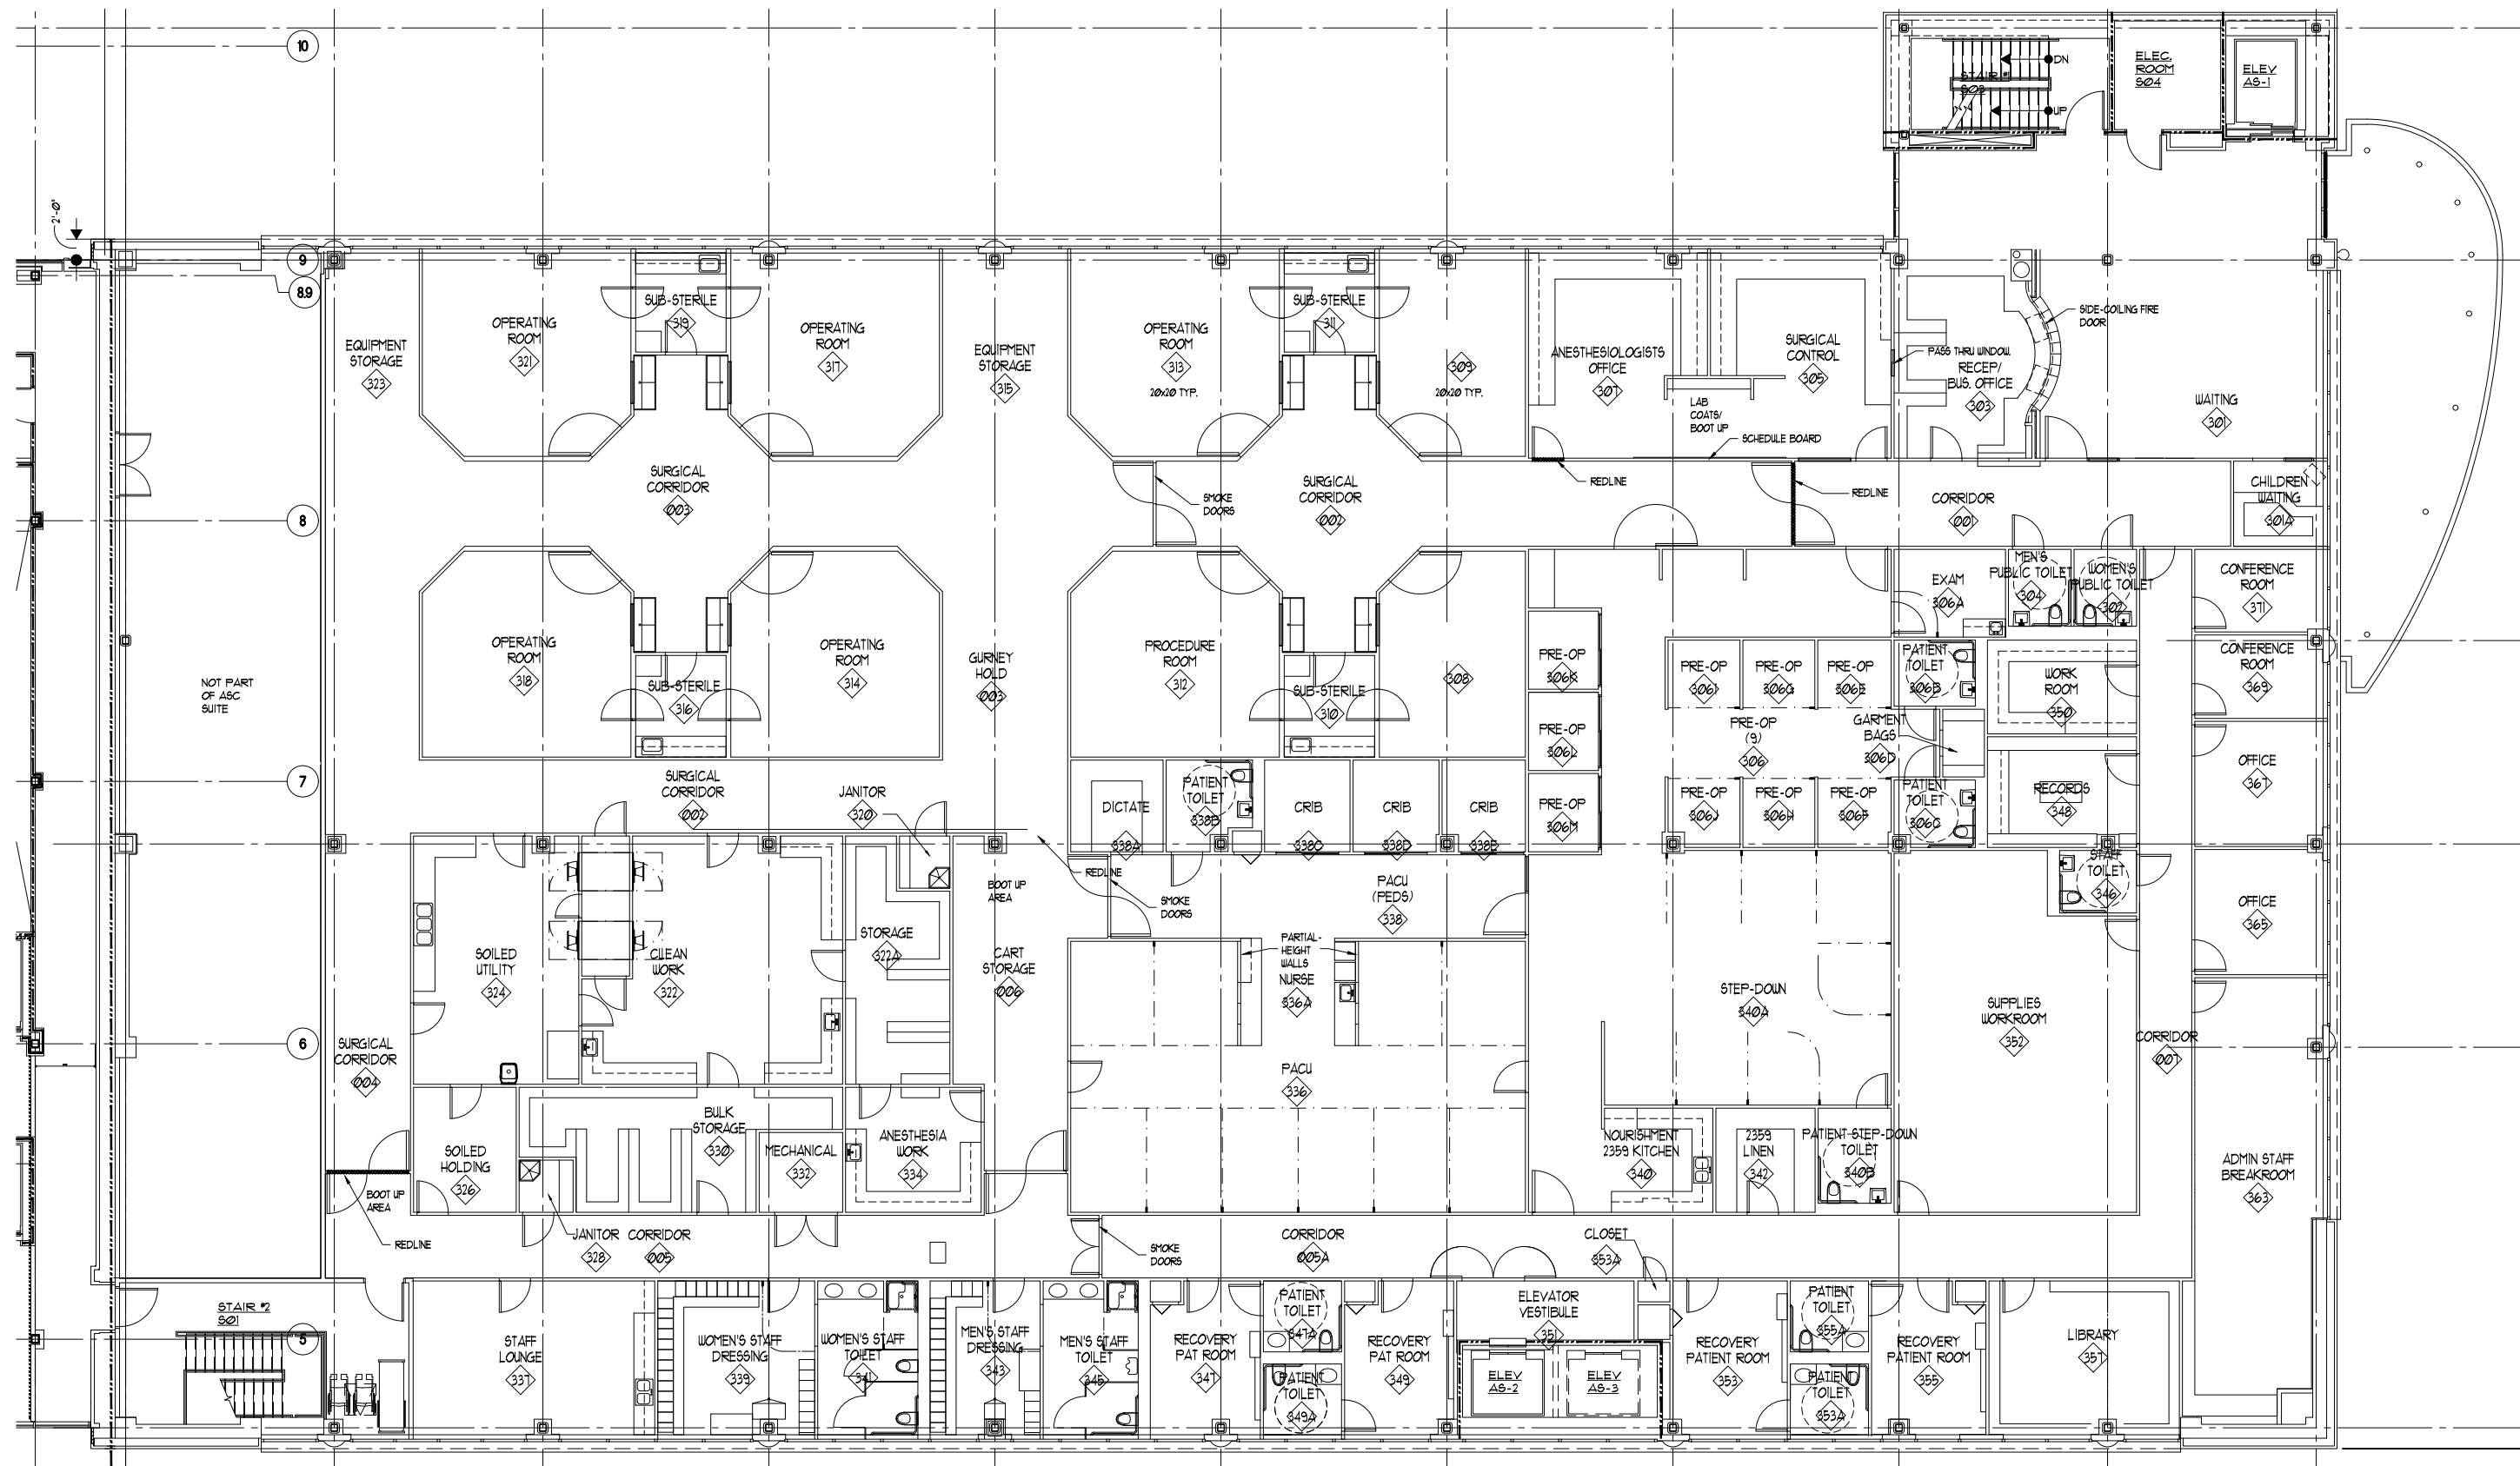 10
DN
STAIR #1
S03
UP
ELEC.
ROOM
S04
ELEV
AS-1
2'-0"
9
8.9
EQUIPMENT
STORAGE
323
OPERATING
ROOM
321
SUB-STERILE
319
OPERATING
ROOM
317
EQUIPMENT
STORAGE
315
OPERATING
ROOM
313
20x20 TYP.
SUB-STERILE
311
309
20x20 TYP.
ANESTHESIOLOGISTS
OFFICE
307
SURGICAL
CONTROL
305
LAB
COATS/
BOOT UP
SCHEDULE BOARD
PASS THRU WINDOW.
RECEP/
BUS. OFFICE
303
SIDE-COILING FIRE
DOOR
WAITING
301
SURGICAL
CORRIDOR
003
SMOKE
DOORS
SURGICAL
CORRIDOR
002
REDLINE
REDLINE
CORRIDOR
001
CHILDREN
WAITING
301A
8
NOT PART
OF ASC
SUITE
OPERATING
ROOM
318
SUB-STERILE
316
OPERATING
ROOM
314
GURNEY
HOLD
003
PROCEDURE
ROOM
312
SUB-STERILE
310
308
PRE-OP
306K
PRE-OP
306L
PRE-OP
306M
PRE-OP
306I
PRE-OP
306G
PRE-OP
306E
PRE-OP
(9)
306
PRE-OP
306J
PRE-OP
306H
PRE-OP
306F
EXAM
306A
MEN'S
PUBLIC TOILET
304
WOMEN'S
PUBLIC TOILET
302
PATIENT
TOILET
306B
GARMENT
BAGS
306D
PATIENT
TOILET
306C
WORK
ROOM
350
RECORDS
348
CONFERENCE
ROOM
371
CONFERENCE
ROOM
369
OFFICE
367
OFFICE
365
7
SURGICAL
CORRIDOR
002
JANITOR
320
DICTATE
338A
PATIENT
TOILET
338B
CRIB
338C
CRIB
338D
CRIB
338E
REDLINE
SMOKE
DOORS
BOOT UP
AREA
PACU
(PEDS)
338
STAFF
TOILET
346
SOILED
UTILITY
324
CLEAN
WORK
322
STORAGE
322A
CART
STORAGE
006
PARTIAL-
HEIGHT
WALLS
NURSE
336A
PACU
336
STEP-DOWN
340A
SUPPLIES
WORKROOM
352
CORRIDOR
007
6
SURGICAL
CORRIDOR
004
SOILED
HOLDING
326
BULK
STORAGE
330
MECHANICAL
332
ANESTHESIA
WORK
334
NOURISHMENT
2359 KITCHEN
340
2359
LINEN
342
PATIENT STEP-DOWN
TOILET
340B
ADMIN STAFF
BREAKROOM
363
BOOT UP
AREA
REDLINE
JANITOR
328
CORRIDOR
005
SMOKE
DOORS
CORRIDOR
005A
CLOSET
353A
STAIR #2
S01
5
STAFF
LOUNGE
337
WOMEN'S STAFF
DRESSING
339
WOMEN'S STAFF
TOILET
341
MEN'S STAFF
DRESSING
343
MEN'S STAFF
TOILET
345
RECOVERY
PAT ROOM
347
PATIENT
TOILET
347A
PATIENT
TOILET
349A
RECOVERY
PAT ROOM
349
ELEVATOR
VESTIBULE
351
ELEV
AS-2
ELEV
AS-3
RECOVERY
PATIENT ROOM
353
PATIENT
TOILET
355A
PATIENT
TOILET
353A
RECOVERY
PATIENT ROOM
355
LIBRARY
357